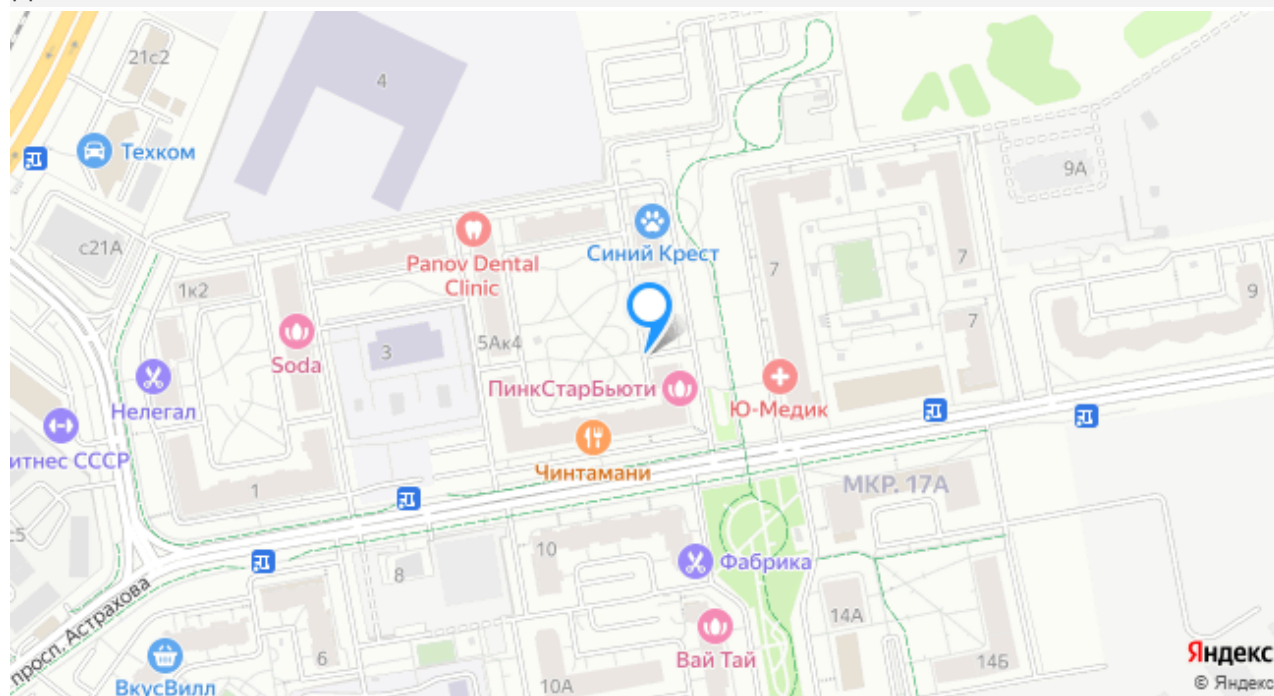 21с2
4
Техком
9А
Синий Крест
с21А
Panov Dental
Clinic
7
7
1к2
9
7
5Ак4
3
Soda
ПинкСтарБьюти
Нелегал
Ю-Медик
итнес СССР
Чинтамани
1
МКР. 17А
10
Фабрика
8
просп. Астрахова
14А
6
Вай Тай
14Б
ВкусВилл
10А
Яндекс
© Яндекс